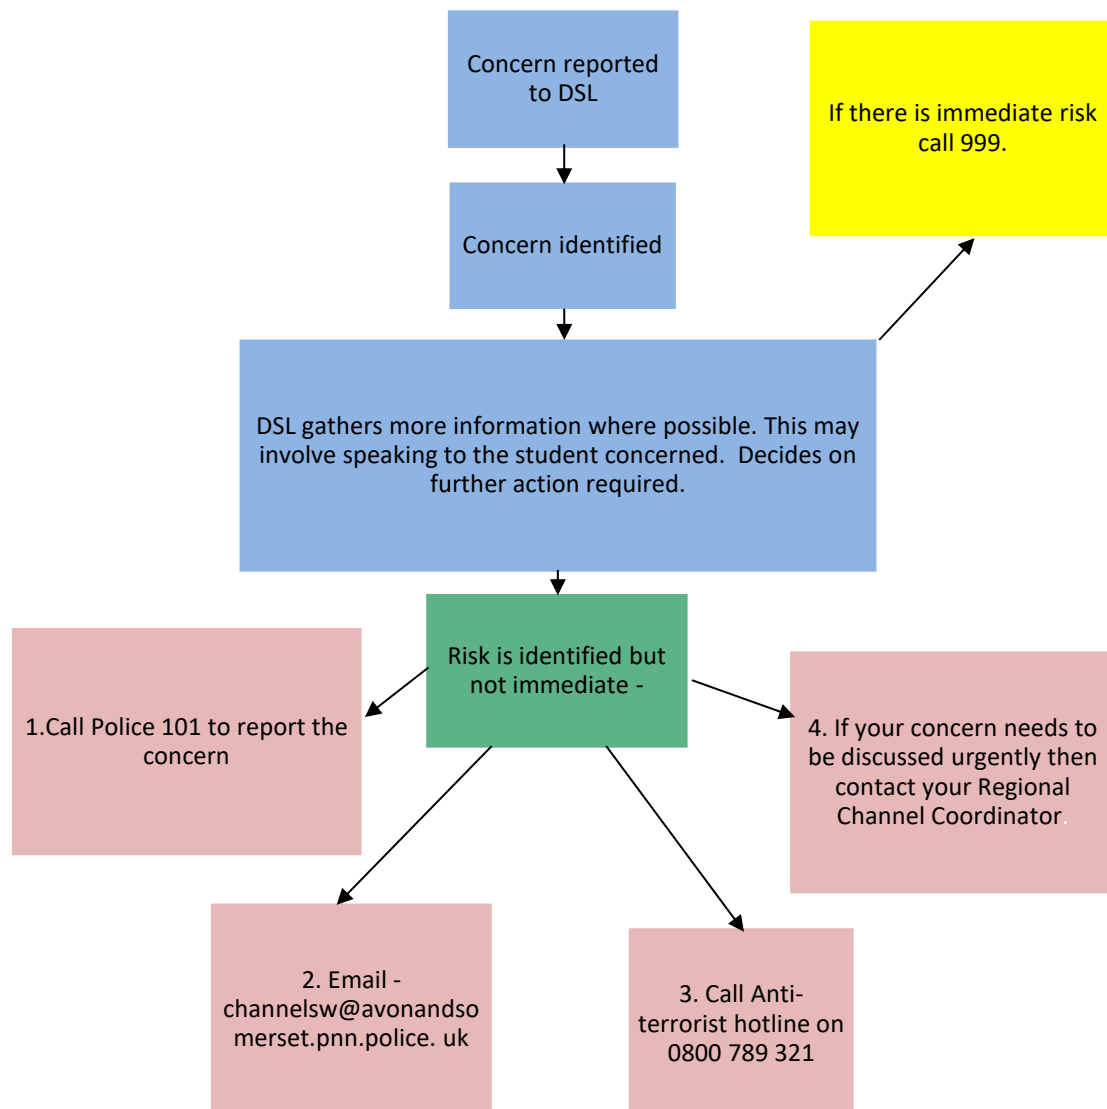 Concern reported
to DSL
If there is immediate risk
call 999.
Concern identified
DSL gathers more information where possible. This may
involve speaking to the student concerned.  Decides on
further action required.
Risk is identified but
not immediate -
1.Call Police 101 to report the
concern
4. If your concern needs to
be discussed urgently then
contact your Regional
Channel Coordinator.
2. Email -
channelsw@avonandso
merset.pnn.police. uk
3. Call Anti-
terrorist hotline on
0800 789 321